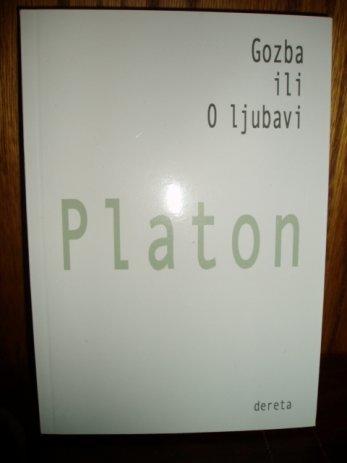 Gozba
ili
O ljubavi
Platon
dereta